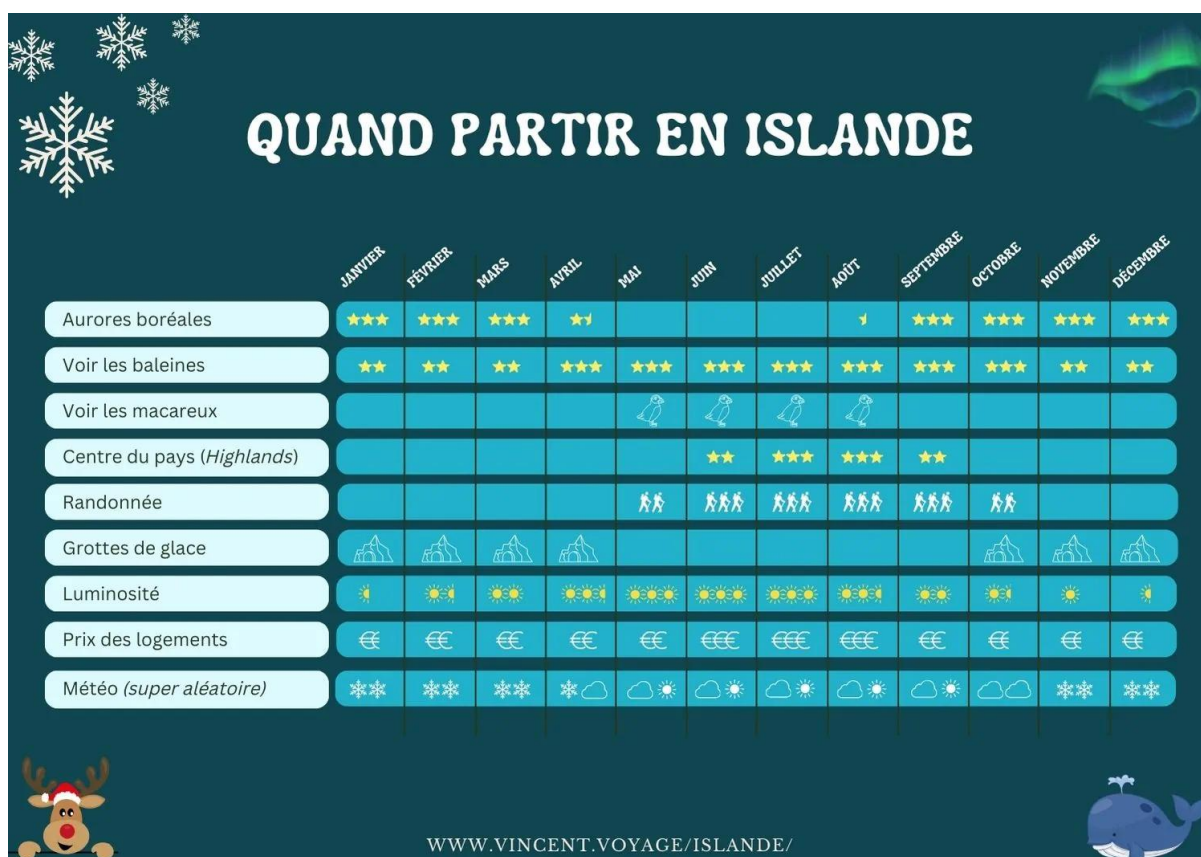 QUAND PARTIR EN ISLANDE
JANVIER FÉVRIER MARS AVRIL MAI JUIN JUILLET AOÛT SEPTEMBRE OCTOBRE NOVEMBRE DÉCEMBRE
Aurores boréales
Voir les baleines
Voir les macareux
Centre du pays (Highlands)
Randonnée
Grottes de glace
Luminosité
Prix des logements €€ €€ €€ €€ €€ €€€ €€€ €€€ €€ €€ €€ €€
Météo (super aléatoire)
WWW.VINCENT.VOYAGE/ISLANDE/